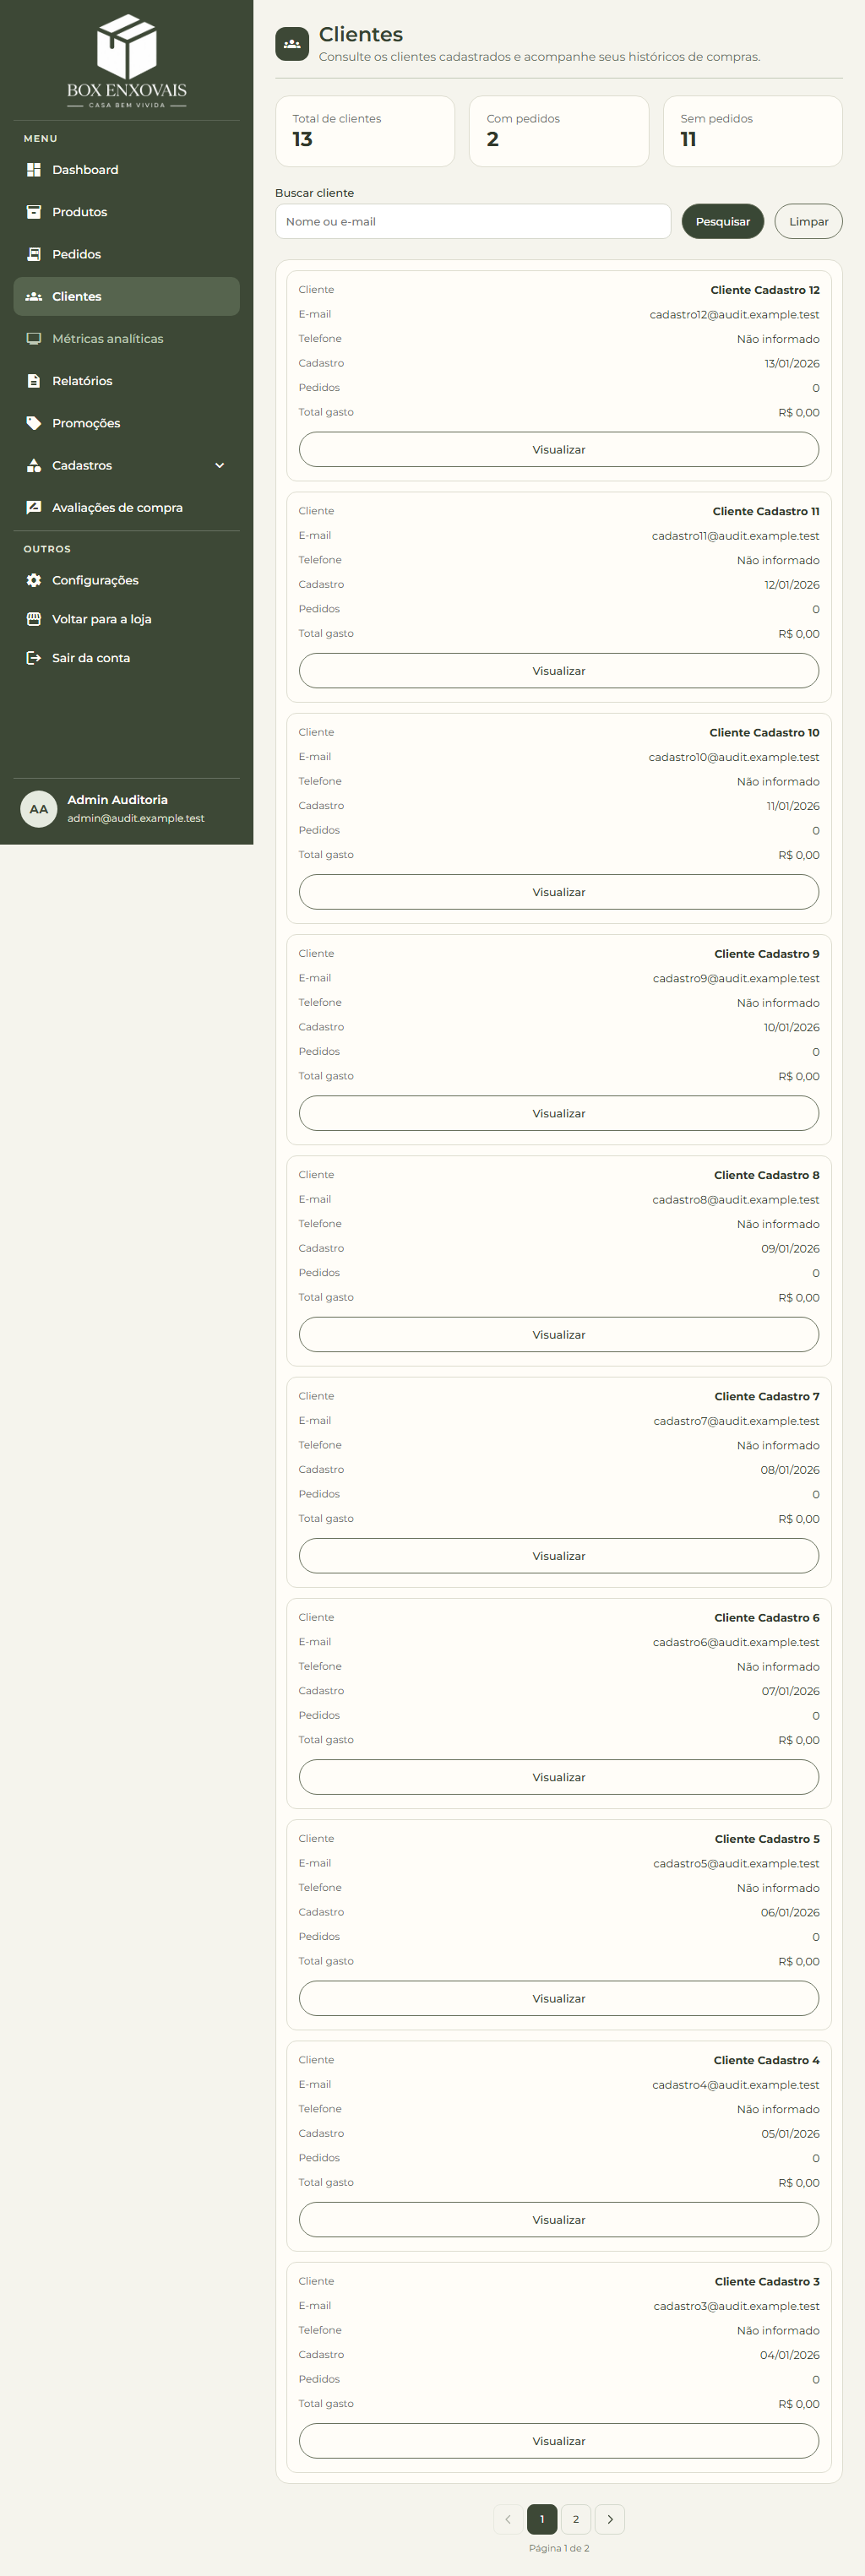 BOX ENXOVAIS
CASA BEM VIVIDA
MENU
Dashboard
Produtos
Pedidos
Clientes
Métricas analíticas
Relatórios
Promoções
Cadastros
Avaliações de compra
OUTROS
Configurações
Voltar para a loja
Sair da conta
AA
Admin Auditoria
admin@audit.example.test
Clientes
Consulte os clientes cadastrados e acompanhe seus históricos de compras.
Total de clientes
13
Com pedidos
2
Sem pedidos
11
Buscar cliente
Nome ou e-mail
Pesquisar
Limpar
Cliente Cliente Cadastro 12
E-mail cadastro12@audit.example.test
Telefone Não informado
Cadastro 13/01/2026
Pedidos 0
Total gasto R$ 0,00
Visualizar
Cliente Cliente Cadastro 11
E-mail cadastro11@audit.example.test
Telefone Não informado
Cadastro 12/01/2026
Pedidos 0
Total gasto R$ 0,00
Visualizar
Cliente Cliente Cadastro 10
E-mail cadastro10@audit.example.test
Telefone Não informado
Cadastro 11/01/2026
Pedidos 0
Total gasto R$ 0,00
Visualizar
Cliente Cliente Cadastro 9
E-mail cadastro9@audit.example.test
Telefone Não informado
Cadastro 10/01/2026
Pedidos 0
Total gasto R$ 0,00
Visualizar
Cliente Cliente Cadastro 8
E-mail cadastro8@audit.example.test
Telefone Não informado
Cadastro 09/01/2026
Pedidos 0
Total gasto R$ 0,00
Visualizar
Cliente Cliente Cadastro 7
E-mail cadastro7@audit.example.test
Telefone Não informado
Cadastro 08/01/2026
Pedidos 0
Total gasto R$ 0,00
Visualizar
Cliente Cliente Cadastro 6
E-mail cadastro6@audit.example.test
Telefone Não informado
Cadastro 07/01/2026
Pedidos 0
Total gasto R$ 0,00
Visualizar
Cliente Cliente Cadastro 5
E-mail cadastro5@audit.example.test
Telefone Não informado
Cadastro 06/01/2026
Pedidos 0
Total gasto R$ 0,00
Visualizar
Cliente Cliente Cadastro 4
E-mail cadastro4@audit.example.test
Telefone Não informado
Cadastro 05/01/2026
Pedidos 0
Total gasto R$ 0,00
Visualizar
Cliente Cliente Cadastro 3
E-mail cadastro3@audit.example.test
Telefone Não informado
Cadastro 04/01/2026
Pedidos 0
Total gasto R$ 0,00
Visualizar
1 2
Página 1 de 2